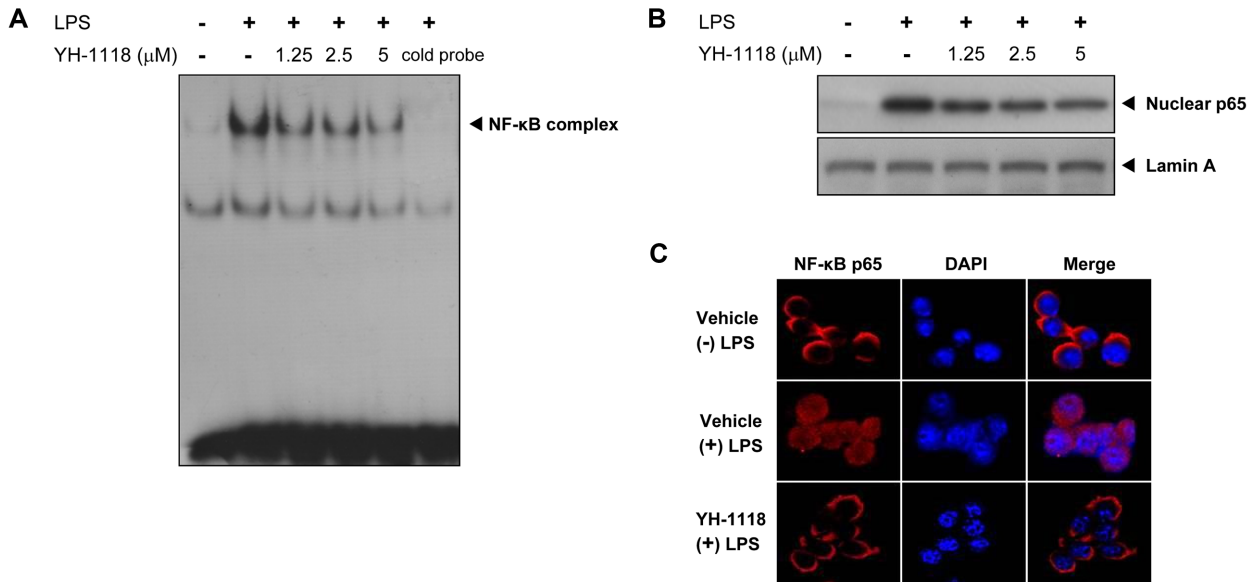 A
LPS - + + + + +
YH-1118 (μM) - - 1.25 2.5 5 cold probe
NF-κB complex
B
LPS - + + + +
YH-1118 (μM) - - 1.25 2.5 5
Nuclear p65
Lamin A
C
NF-κB p65 DAPI Merge
Vehicle
(-) LPS
Vehicle
(+) LPS
YH-1118
(+) LPS